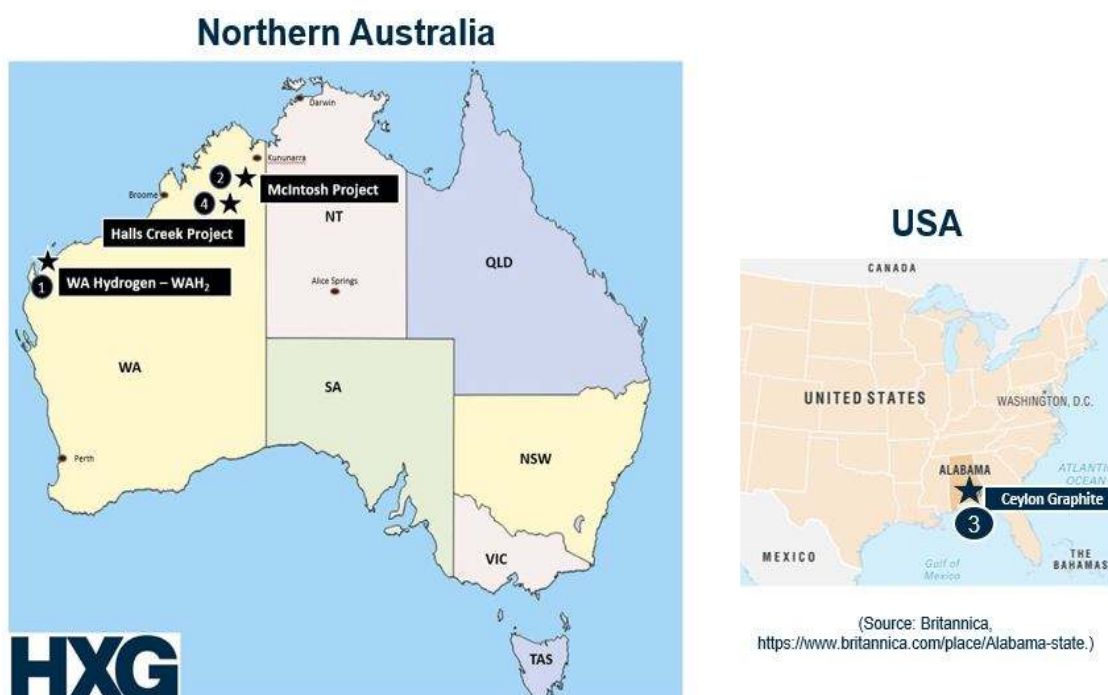 Northern Australia
Darwin
Kununarra
2
McIntosh Project
Broome
4
NT
Halls Creek Project
QLD
WA Hydrogen – WAH₂
1
Alice Springs
WA
SA
NSW
Perth
VIC
TAS
HXG
USA
CANADA
UNITED STATES
WASHINGTON, D.C.
ALABAMA
ATLANTIC
OCEAN
Ceylon Graphite
3
MEXICO
Gulf of
Mexico
THE
BAHAMAS
(Source: Britannica,
https://www.britannica.com/place/Alabama-state.)